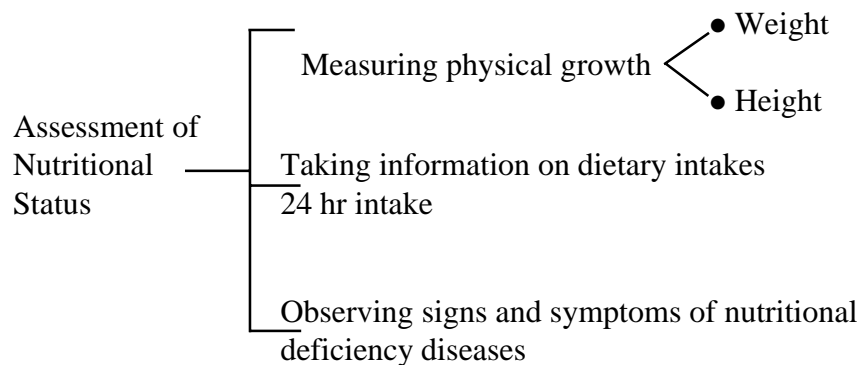 ● Weight
Measuring physical growth
● Height
Assessment of
Nutritional
Status
Taking information on dietary intakes
24 hr intake
Observing signs and symptoms of nutritional
deficiency diseases